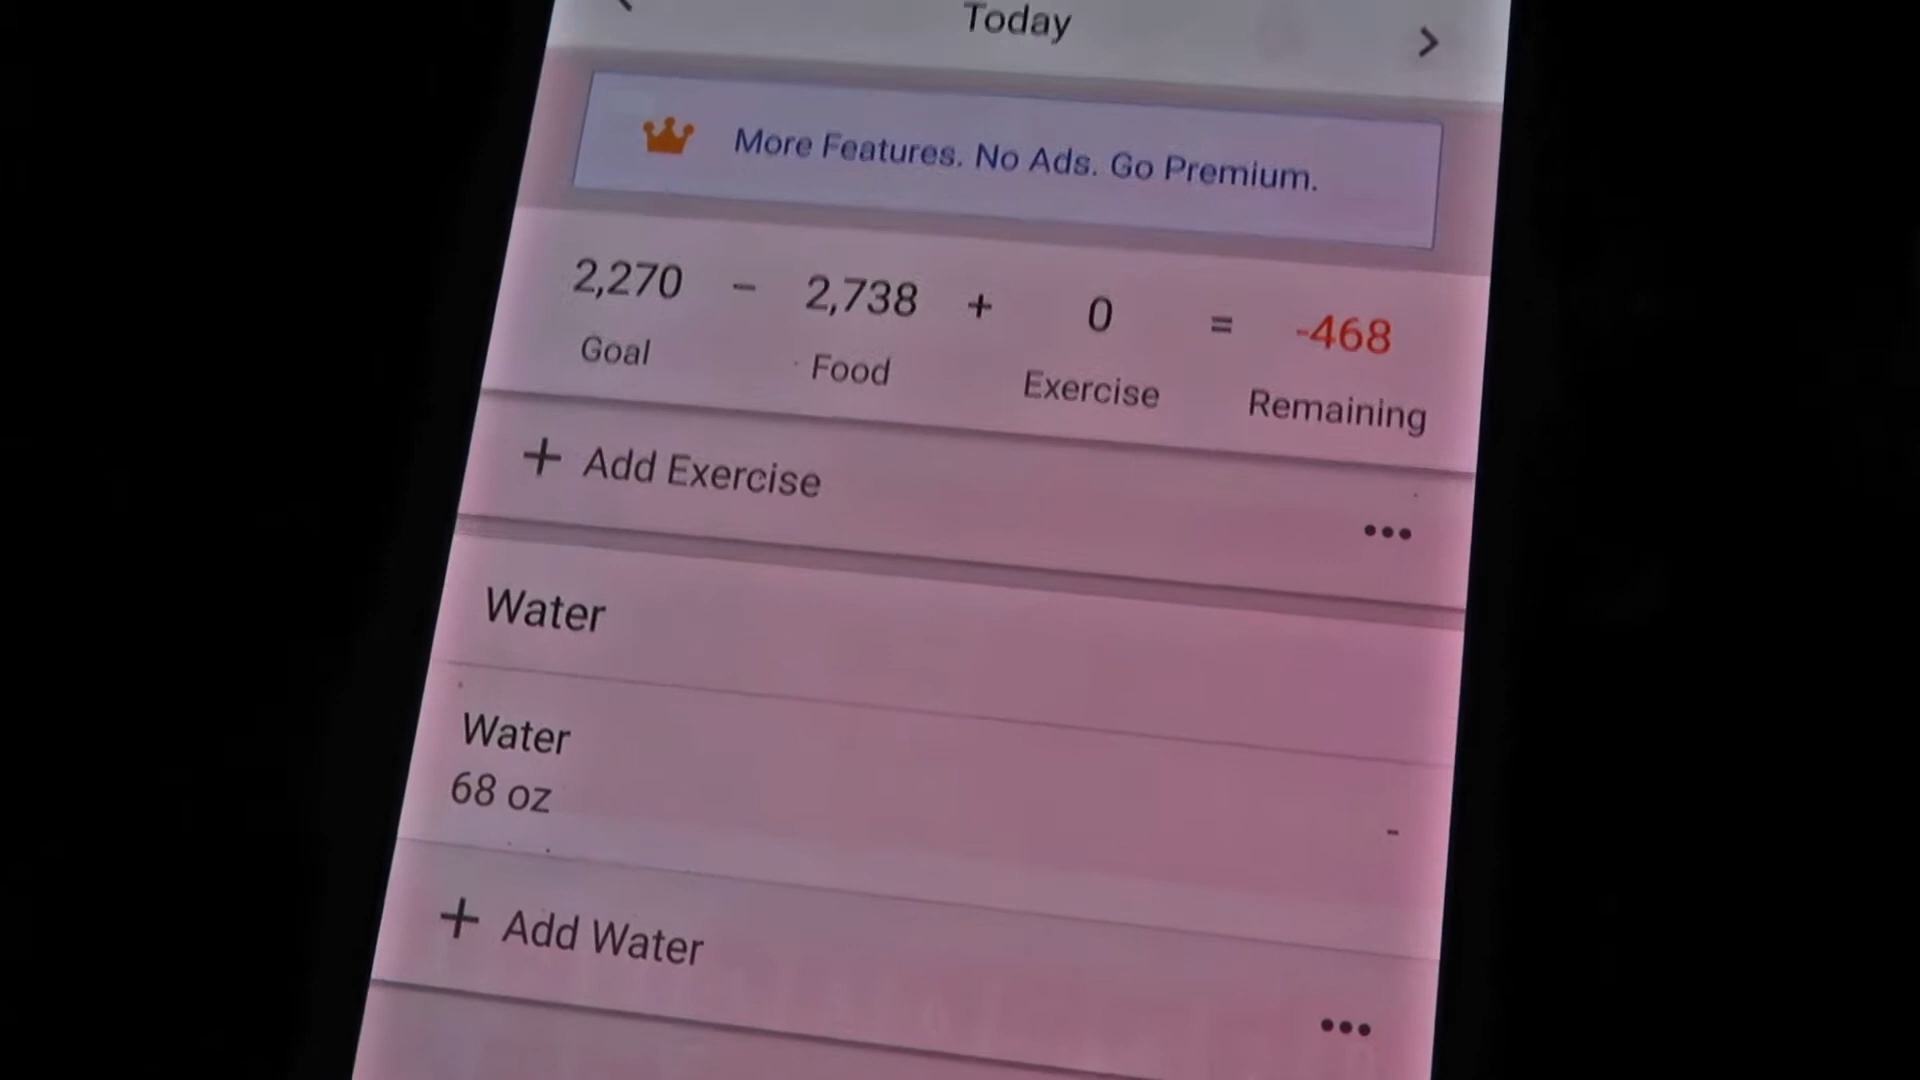 Today
More Features. No Ads. Go Premium.
2,270 - 2,738 + 0 = -468
Goal Food Exercise Remaining
+ Add Exercise
Water
Water
68 oz
-
+ Add Water